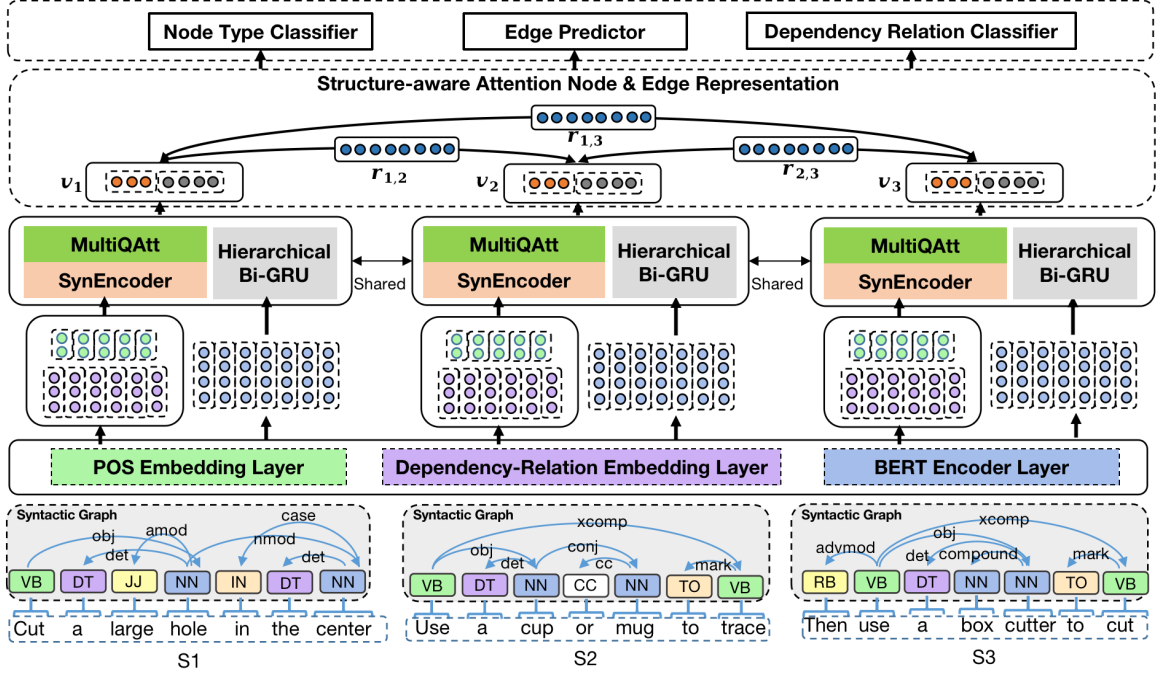 Node Type Classifier
Edge Predictor
Dependency Relation Classifier
Structure-aware Attention Node & Edge Representation
r1,3
r1,2
r2,3
v1
v2
v3
MultiQAtt
SynEncoder
Hierarchical
Bi-GRU
Shared
MultiQAtt
SynEncoder
Hierarchical
Bi-GRU
Shared
MultiQAtt
SynEncoder
Hierarchical
Bi-GRU
POS Embedding Layer
Dependency-Relation Embedding Layer
BERT Encoder Layer
Syntactic Graph
case
amod
obj
nmod
det
det
VB DT JJ NN IN DT NN
Cut a large hole in the center
S1
Syntactic Graph
xcomp
obj
conj
det
cc
mark
VB DT NN CC NN TO VB
Use a cup or mug to trace
S2
Syntactic Graph
xcomp
obj
advmod
det
compound
mark
RB VB DT NN NN TO VB
Then use a box cutter to cut
S3